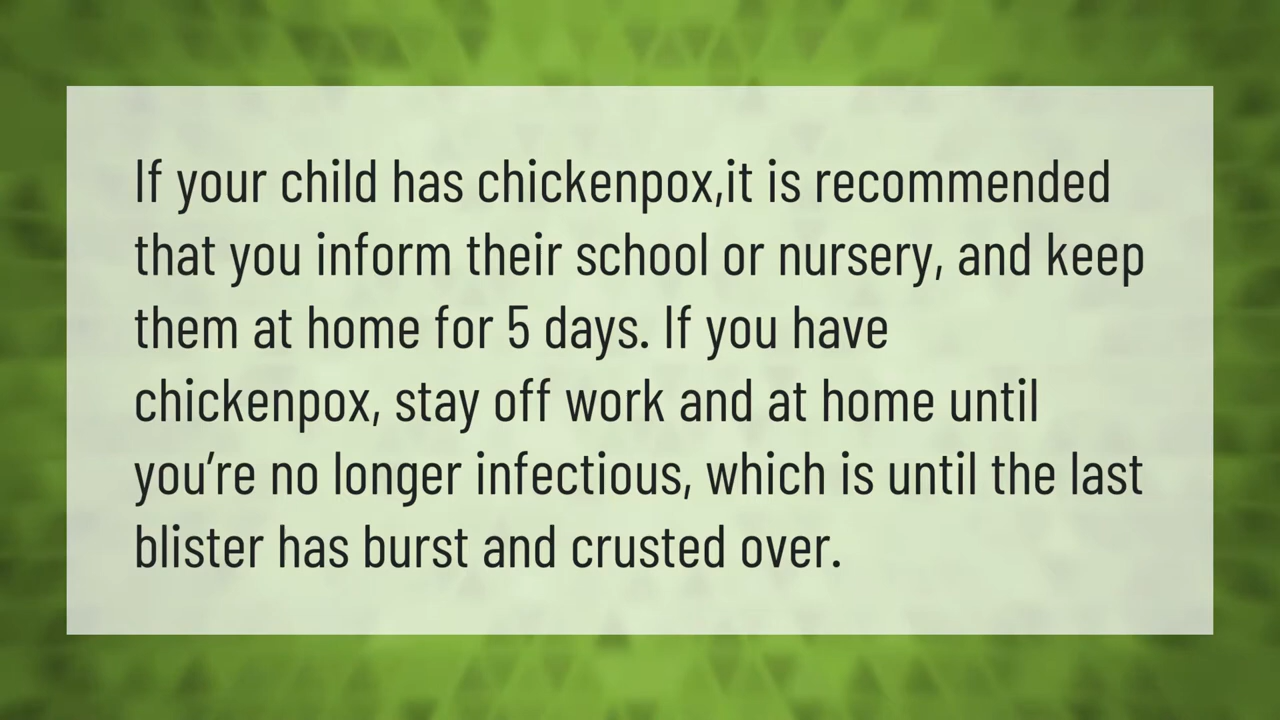 If your child has chickenpox,it is recommended
that you inform their school or nursery, and keep
them at home for 5 days. If you have
chickenpox, stay off work and at home until
you’re no longer infectious, which is until the last
blister has burst and crusted over.